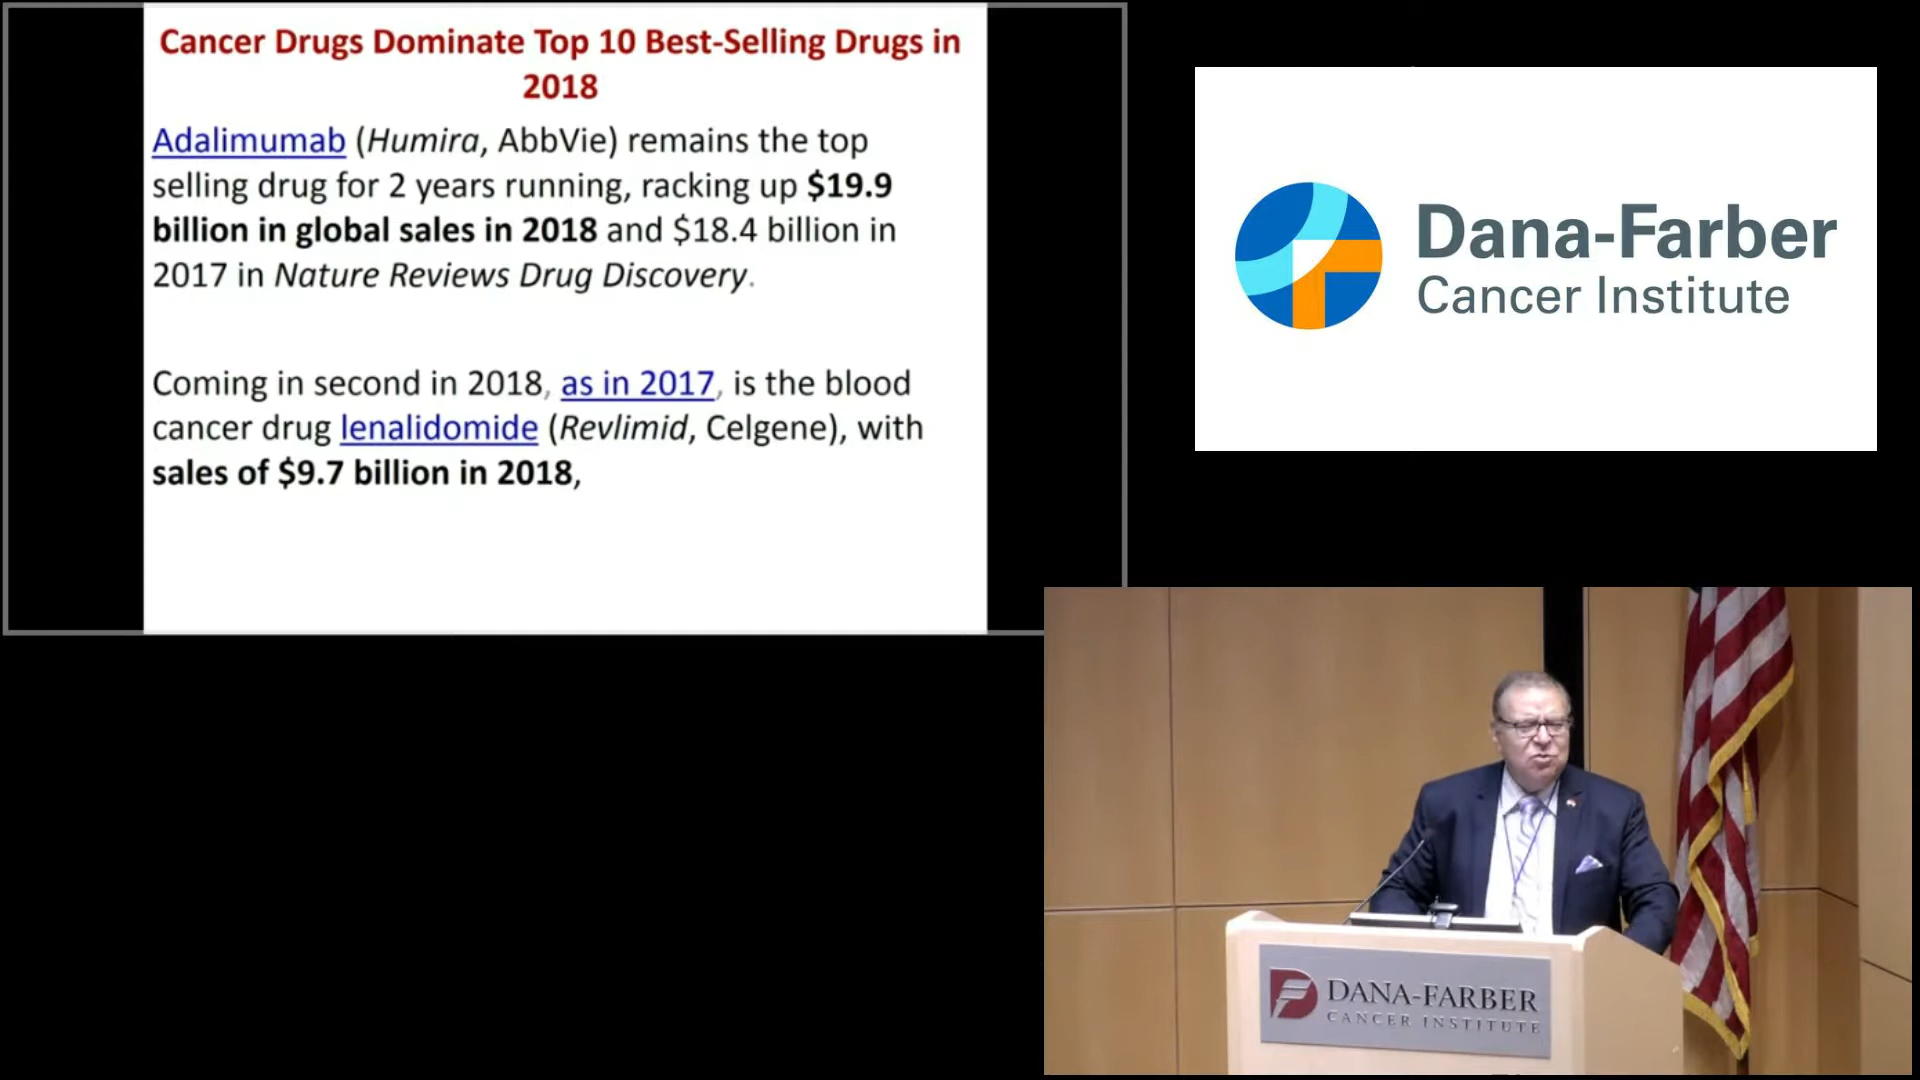 Cancer Drugs Dominate Top 10 Best-Selling Drugs in
2018
Adalimumab (Humira, AbbVie) remains the top
selling drug for 2 years running, racking up $19.9
billion in global sales in 2018 and $18.4 billion in
2017 in Nature Reviews Drug Discovery.
Coming in second in 2018, as in 2017, is the blood
cancer drug lenalidomide (Revlimid, Celgene), with
sales of $9.7 billion in 2018,
Dana-Farber
Cancer Institute
DANA-FARBER
CANCER INSTITUTE